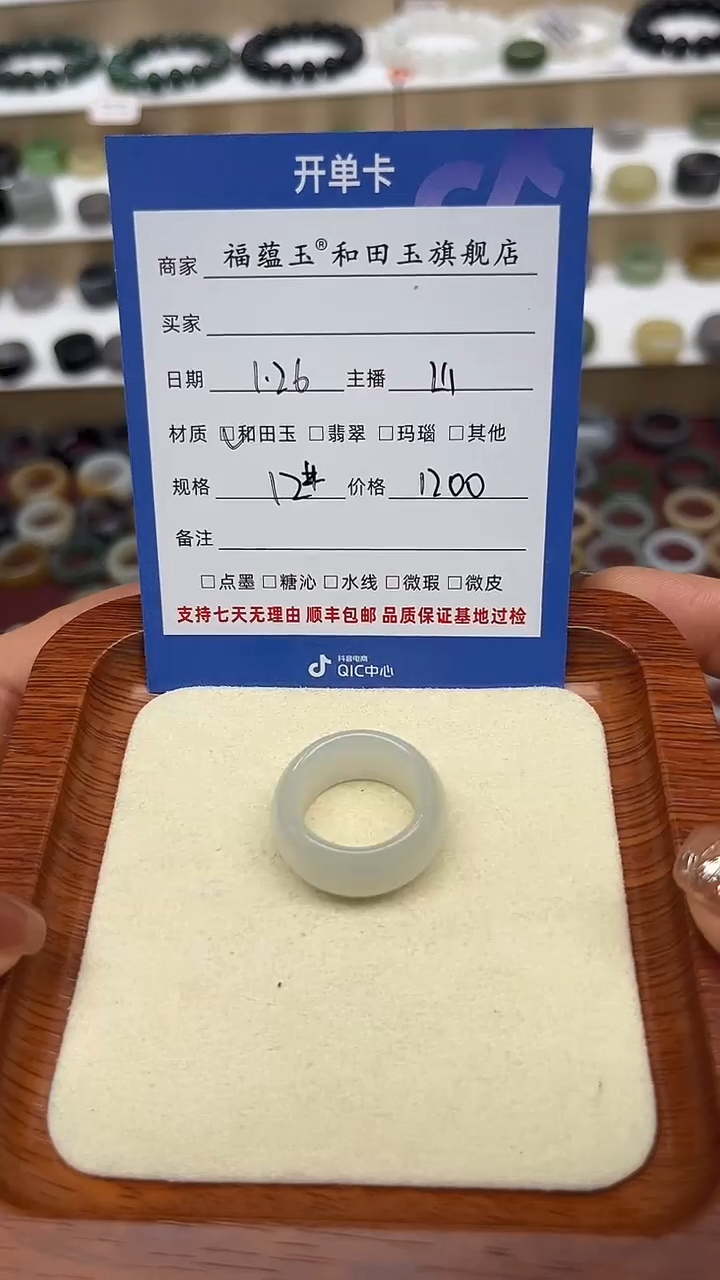 开单卡
商家 福蕴玉®和田玉旗舰店
买家
日期 1.26 主播 川
材质 ☑和田玉 □翡翠 □玛瑙 □其他
规格 12# 价格 1200
备注
□点墨 □糖沁 □水线 □微瑕 □微皮
支持七天无理由 顺丰包邮 品质保证基地过检
抖音电商
QIC中心